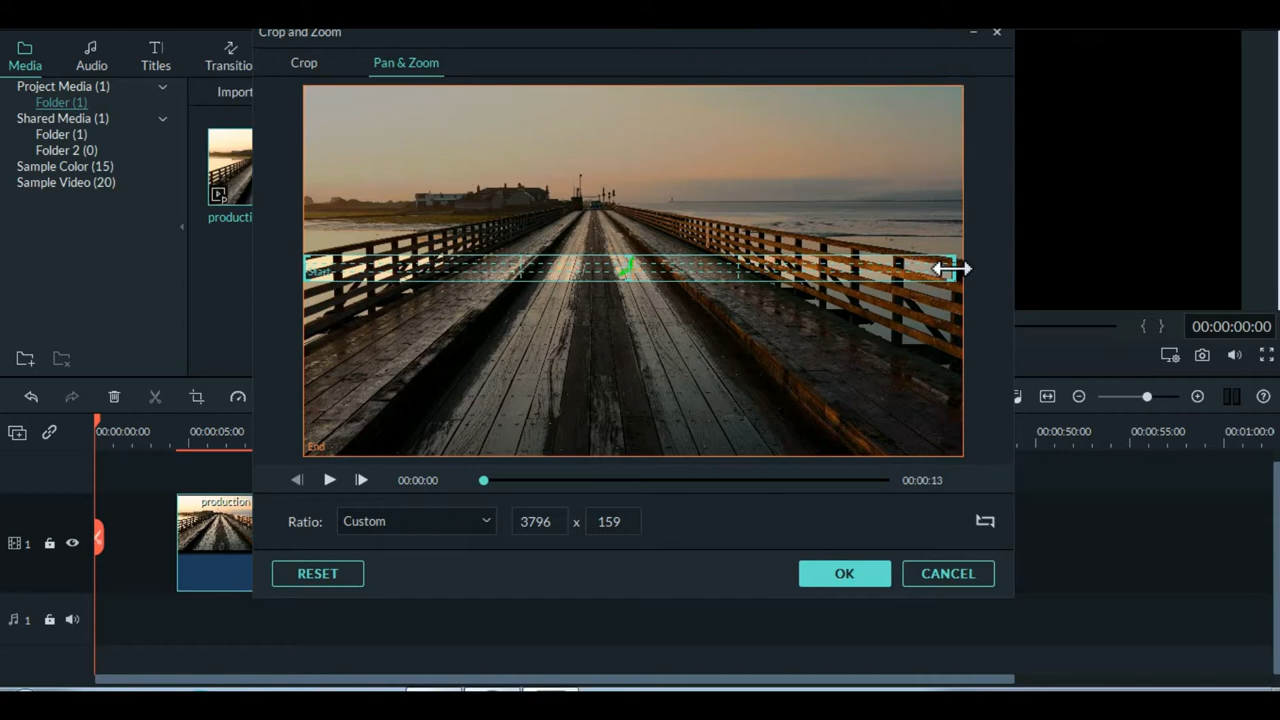 Crop and Zoom
Media
Audio
Titles
Transitio
Crop
Pan & Zoom
Project Media (1)
Folder (1)
Shared Media (1)
Folder (1)
Folder 2 (0)
Sample Color (15)
Sample Video (20)
Import
producti
Start
End
00:00:00:00
00:00:00
00:00:13
00:00:00:00
00:00:05:00
00:00:50:00
00:00:55:00
00:01:00:0
Ratio:
Custom
3796 x 159
production
1
RESET
OK
CANCEL
1